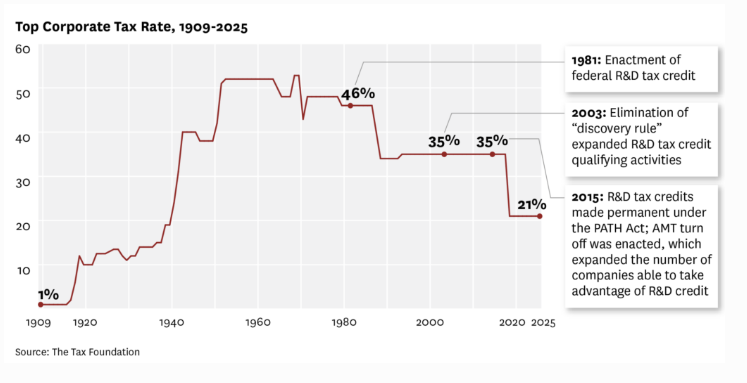 Top Corporate Tax Rate, 1909-2025
60
50
40
30
20
10
1%
46%
35%
35%
21%
1909
1920
1940
1960
1980
2000
2020
2025
1981: Enactment of
federal R&D tax credit
2003: Elimination of
“discovery rule”
expanded R&D tax credit
qualifying activities
2015: R&D tax credits
made permanent under
the PATH Act; AMT turn
off was enacted, which
expanded the number of
companies able to take
advantage of R&D credit
Source: The Tax Foundation